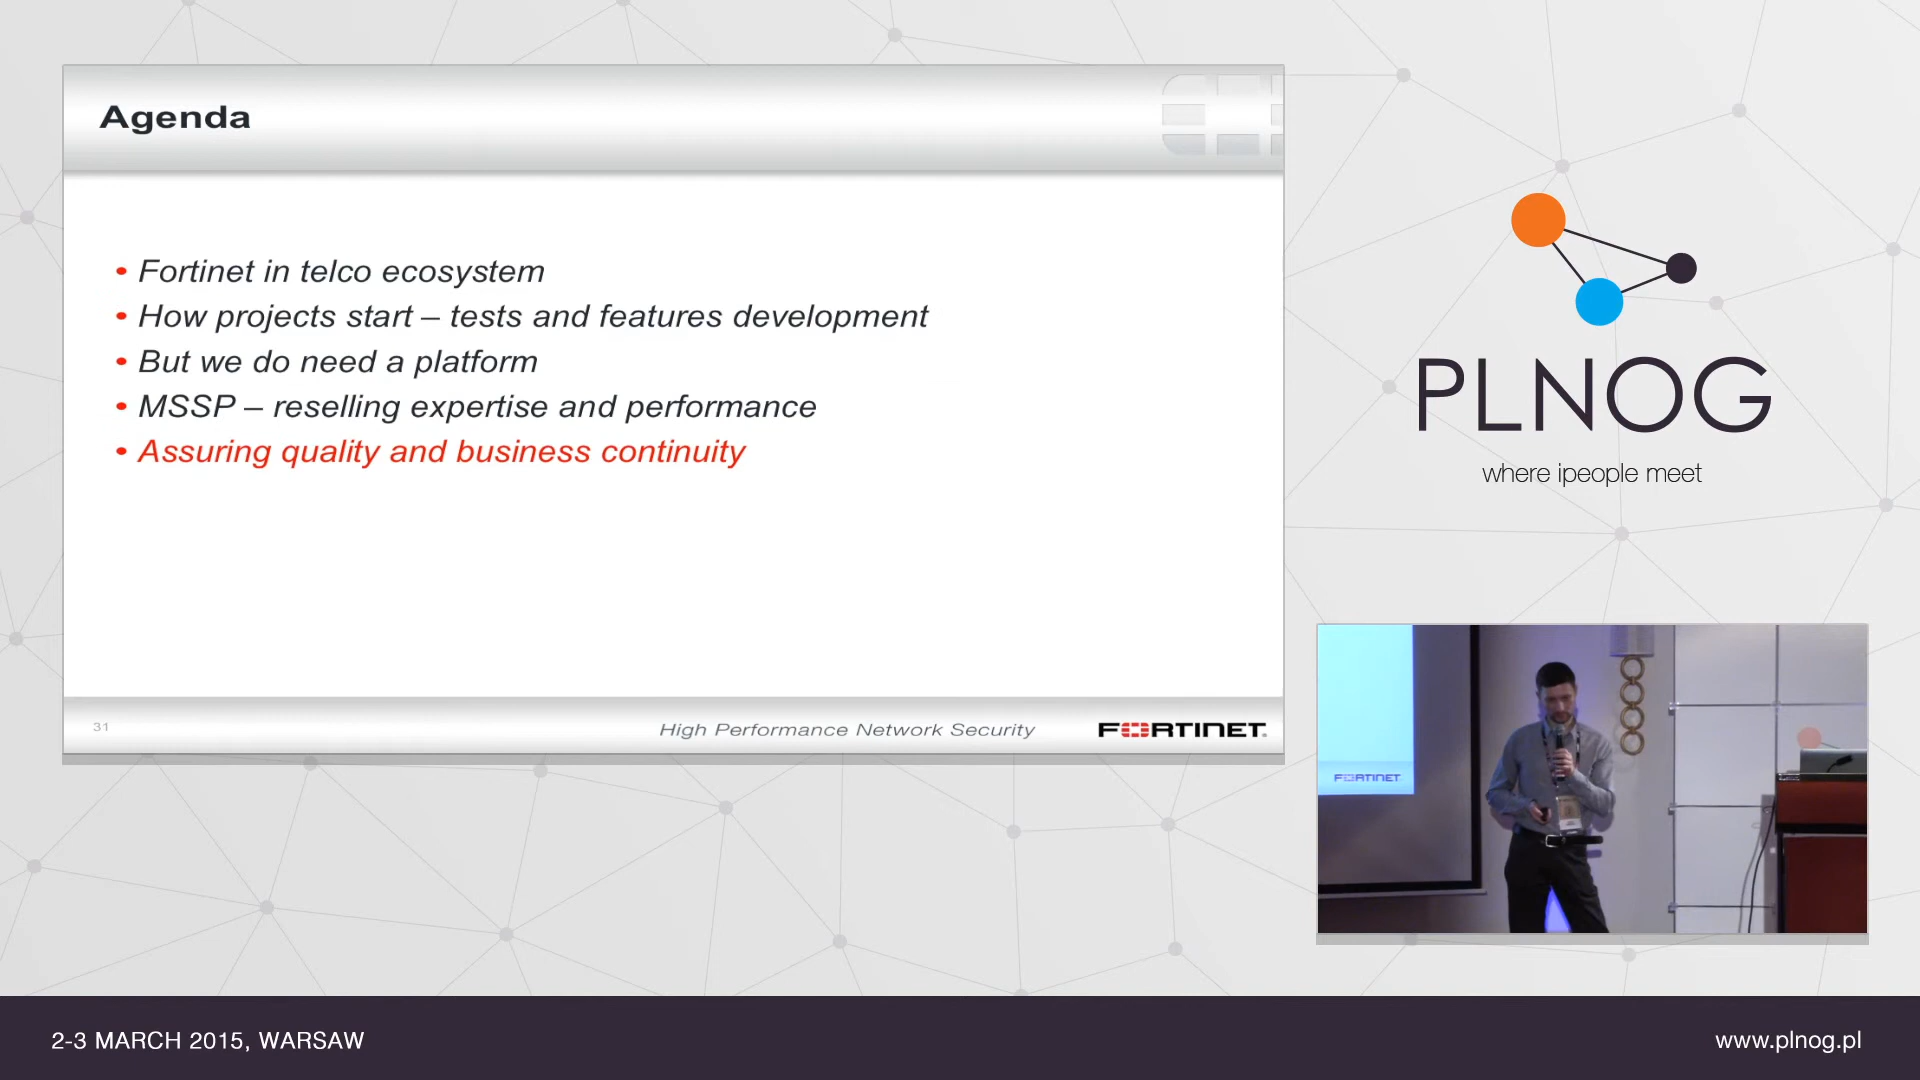 Agenda
• Fortinet in telco ecosystem
• How projects start – tests and features development
• But we do need a platform
• MSSP – reselling expertise and performance
• Assuring quality and business continuity
31
High Performance Network Security
FORTINET
PLNOG
where ipeople meet
FORTINET
2-3 MARCH 2015, WARSAW
www.plnog.pl